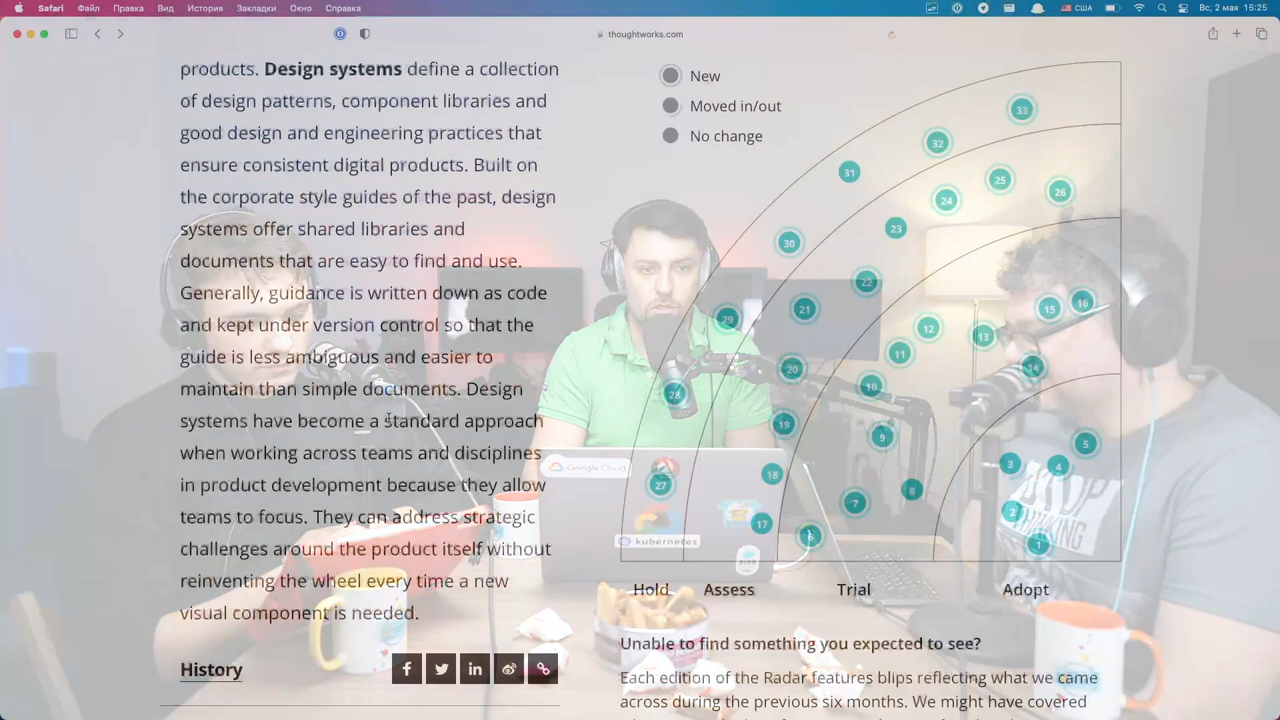 Safari Файл Правка Вид История Закладки Окно Справка
США
Вс, 2 мая 15:25
thoughtworks.com
products. Design systems define a collection
of design patterns, component libraries and
good design and engineering practices that
ensure consistent digital products. Built on
the corporate style guides of the past, design
systems offer shared libraries and
documents that are easy to find and use.
Generally, guidance is written down as code
and kept under version control so that the
guide is less ambiguous and easier to
maintain than simple documents. Design
systems have become a standard approach
when working across teams and disciplines
in product development because they allow
teams to focus. They can address strategic
challenges around the product itself without
reinventing the wheel every time a new
visual component is needed.
History
New
Moved in/out
No change
33
32
31
25
26
24
23
30
22
29
21
16
15
12
13
11
20
14
28
10
19
9
5
3
4
18
27
8
7
2
17
6
1
Google Cloud
kubernetes
Hold Assess Trial Adopt
Unable to find something you expected to see?
Each edition of the Radar features blips reflecting what we came
across during the previous six months. We might have covered